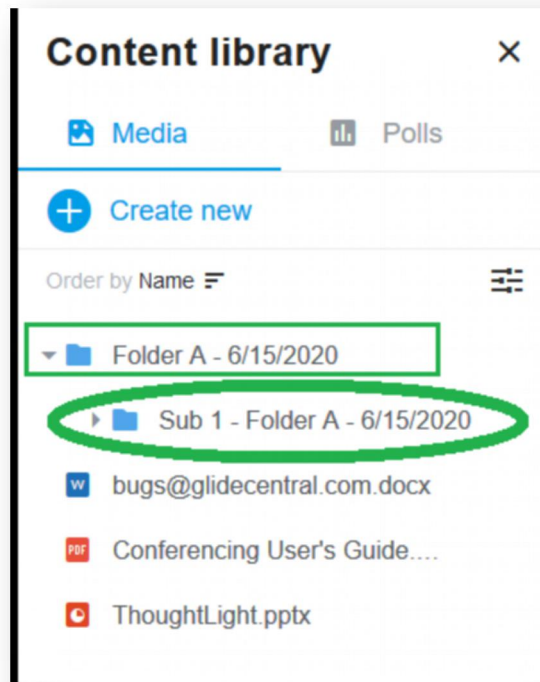 Content library
Media Polls
Create new
Order by Name
Folder A - 6/15/2020
Sub 1 - Folder A - 6/15/2020
W bugs@glidecentral.com.docx
PDF Conferencing User's Guide....
ThoughtLight.pptx